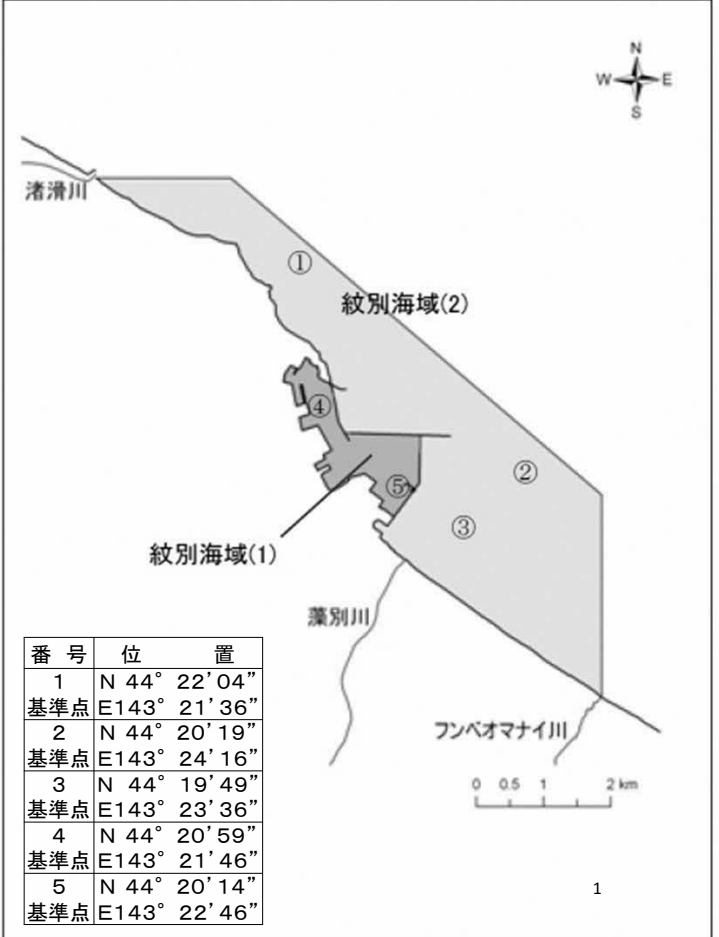 N
W E
S
渚滑川
①
紋別海域(2)
④
②
⑤
③
紋別海域(1)
藻別川
フンベオマナイ川
0 0.5 1 2 km
番 号 位 置
1 N 44° 22’04”
基準点 E143° 21’36”
2 N 44° 20’19”
基準点 E143° 24’16”
3 N 44° 19’49”
基準点 E143° 23’36”
4 N 44° 20’59”
基準点 E143° 21’46”
5 N 44° 20’14”
基準点 E143° 22’46”
1